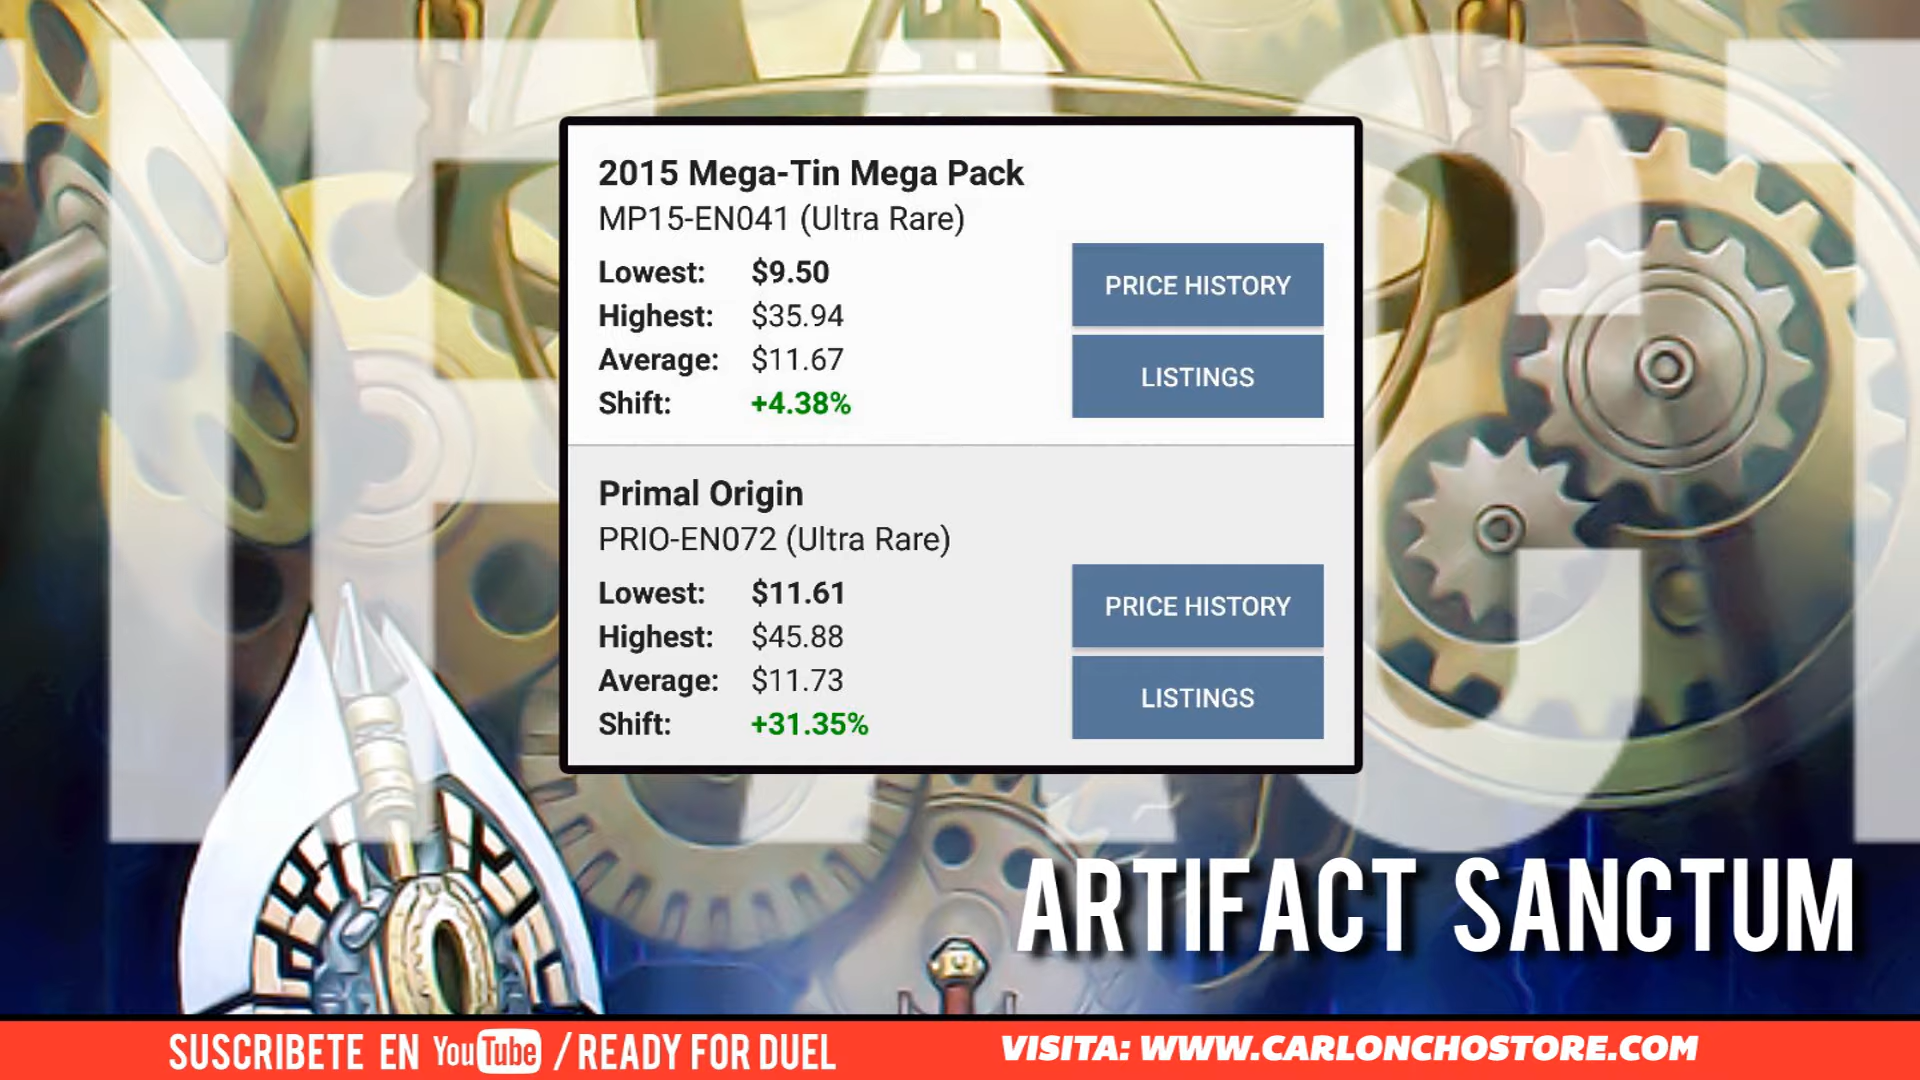 2015 Mega-Tin Mega Pack
MP15-EN041 (Ultra Rare)
Lowest: $9.50
Highest: $35.94
Average: $11.67
Shift: +4.38%
PRICE HISTORY
LISTINGS
Primal Origin
PRIO-EN072 (Ultra Rare)
Lowest: $11.61
Highest: $45.88
Average: $11.73
Shift: +31.35%
PRICE HISTORY
LISTINGS
ARTIFACT SANCTUM
SUSCRIBETE EN YouTube / READY FOR DUEL
VISITA: WWW.CARLONCHOSTORE.COM